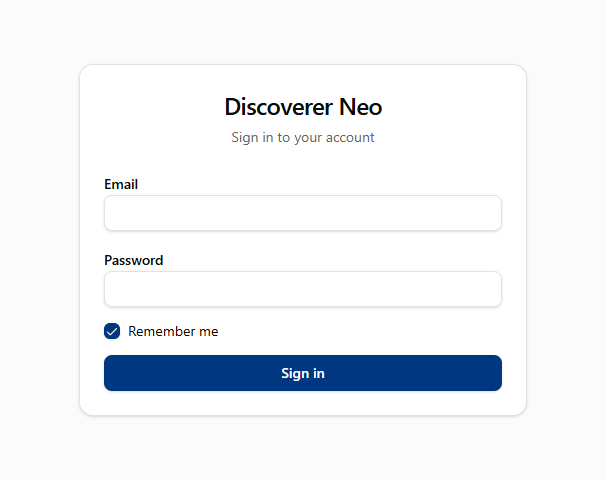 Discoverer Neo
Sign in to your account
Email
Password
Remember me
Sign in